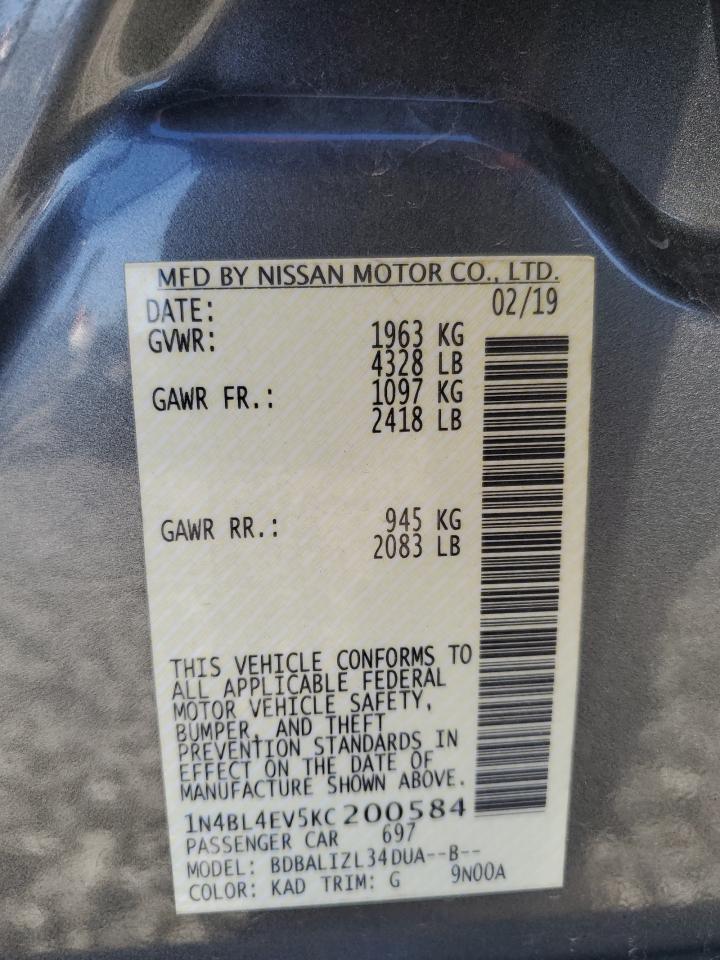 MFD BY NISSAN MOTOR CO., LTD.
DATE: 02/19
GVWR: 1963 KG
4328 LB
GAWR FR.: 1097 KG
2418 LB
GAWR RR.: 945 KG
2083 LB
THIS VEHICLE CONFORMS TO
ALL APPLICABLE FEDERAL
MOTOR VEHICLE SAFETY,
BUMPER, AND THEFT
PREVENTION STANDARDS IN
EFFECT ON THE DATE OF
MANUFACTURE SHOWN ABOVE.
1N4BL4EV5KC200584
PASSENGER CAR 697
MODEL: BDBALIZL34DUA--B--
COLOR: KAD TRIM: G 9N00A